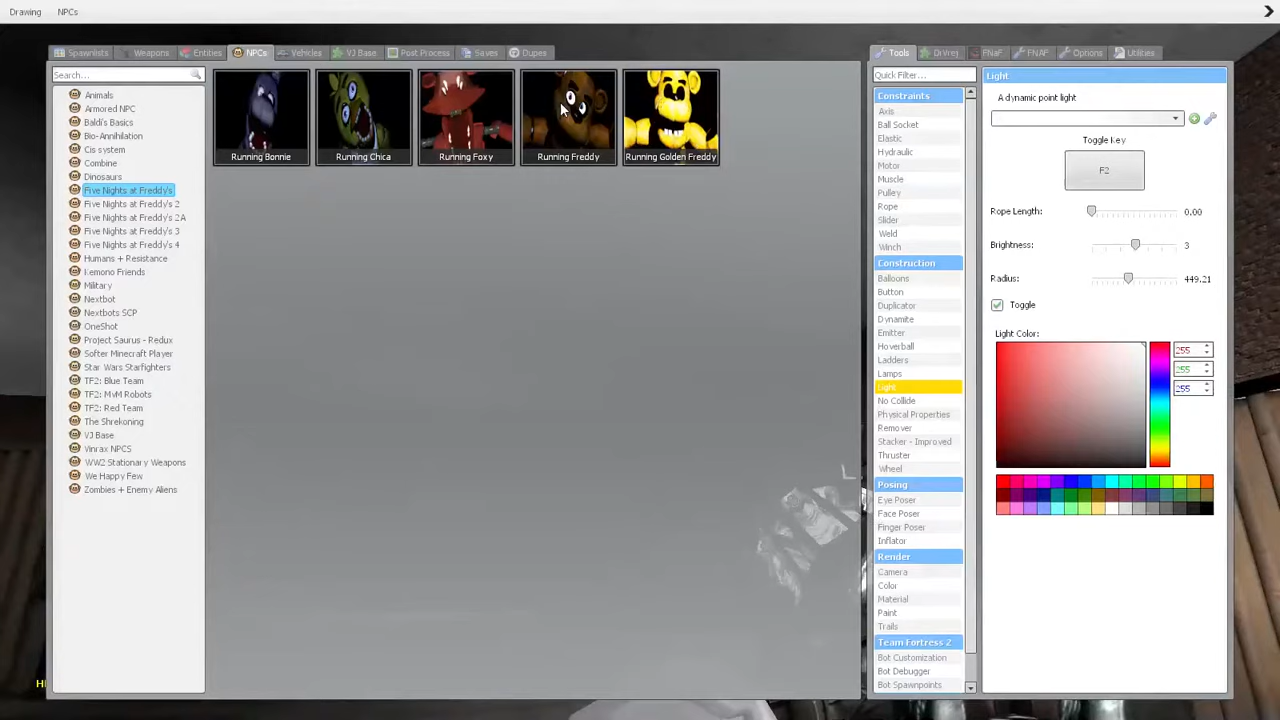 Drawing NPCs
Spawnlists Weapons Entities NPCs Vehicles VJ Base Post Process Saves Dupes
Search...
Animals
Armored NPC
Baldi's Basics
Bio-Annihilation
Cis system
Combine
Dinosaurs
Five Nights at Freddy's
Five Nights at Freddy's 2
Five Nights at Freddy's 2A
Five Nights at Freddy's 3
Five Nights at Freddy's 4
Humans + Resistance
Kemono Friends
Military
Nextbot
Nextbots SCP
OneShot
Project Saurus - Redux
Softer Minecraft Player
Star Wars Starfighters
TF2: Blue Team
TF2: MvM Robots
TF2: Red Team
The Shrekoning
VJ Base
Vinrax NPCS
WW2 Stationary Weapons
We Happy Few
Zombies + Enemy Aliens
Running Bonnie Running Chica Running Foxy Running Freddy Running Golden Freddy
Tools DrVrej FNaF FNAF Options Utilities
Quick Filter...
Constraints
Axis
Ball Socket
Elastic
Hydraulic
Motor
Muscle
Pulley
Rope
Slider
Weld
Winch
Construction
Balloons
Button
Duplicator
Dynamite
Emitter
Hoverball
Ladders
Lamps
Light
No Collide
Physical Properties
Remover
Stacker - Improved
Thruster
Wheel
Posing
Eye Poser
Face Poser
Finger Poser
Inflator
Render
Camera
Color
Material
Paint
Trails
Team Fortress 2
Bot Customization
Bot Debugger
Bot Spawnpoints
Light
A dynamic point light
Toggle Key
F2
Rope Length: 0.00
Brightness: 3
Radius: 449.21
Toggle
Light Color:
255
255
255